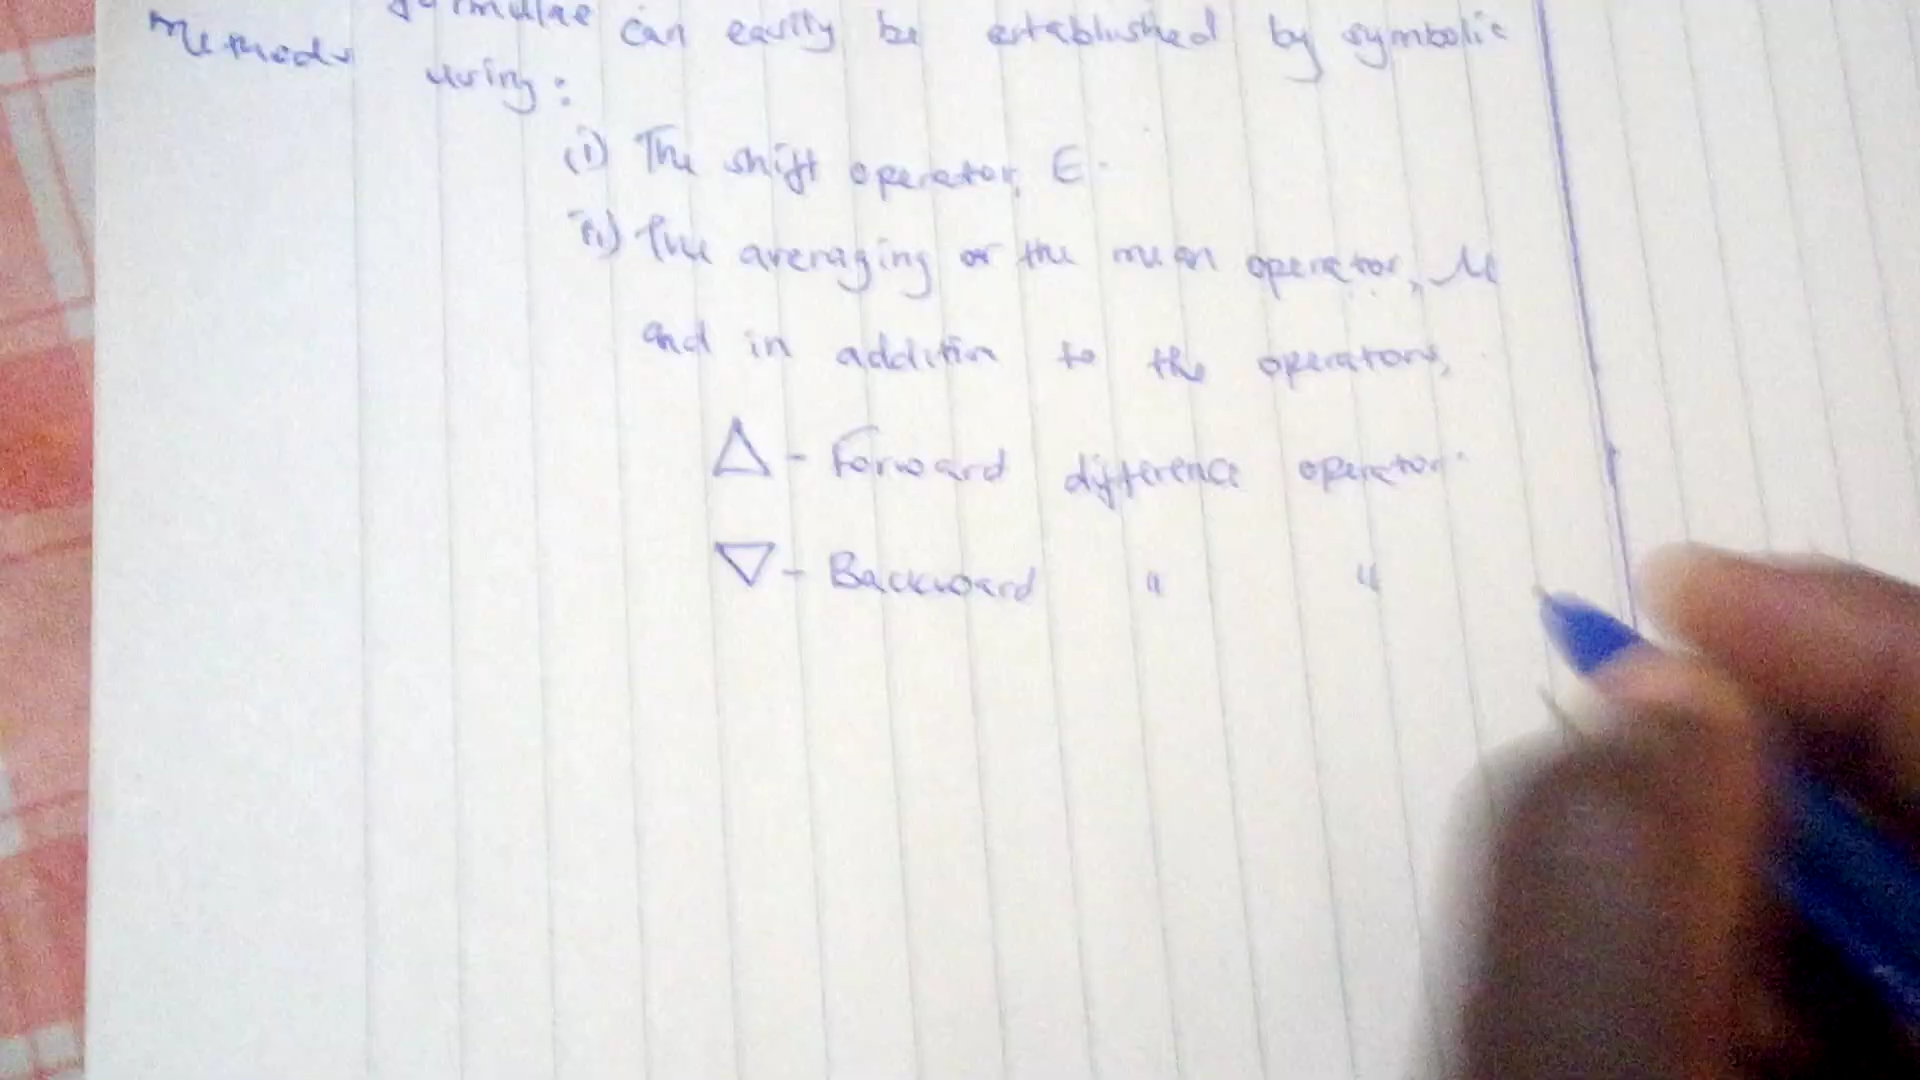 formulae can easily be established by symbolic
methods using:
(i) The shift operator, E.
ii) The averaging or the mean operator, μ
and in addition to the operators,
△ - Forward difference operator.
▽ - Backward " "